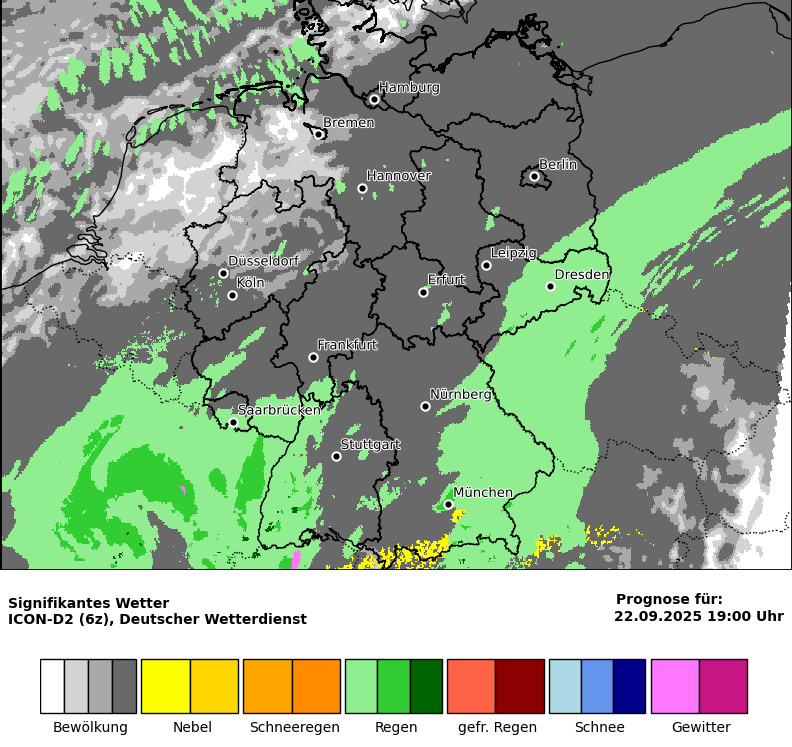 Hamburg
Bremen
Berlin
Hannover
Leipzig
Düsseldorf
Dresden
Köln
Erfurt
Frankfurt
Nürnberg
Saarbrücken
Stuttgart
München
Signifikantes Wetter
ICON-D2 (6z), Deutscher Wetterdienst
Prognose für:
22.09.2025 19:00 Uhr
Bewölkung Nebel Schneeregen Regen gefr. Regen Schnee Gewitter